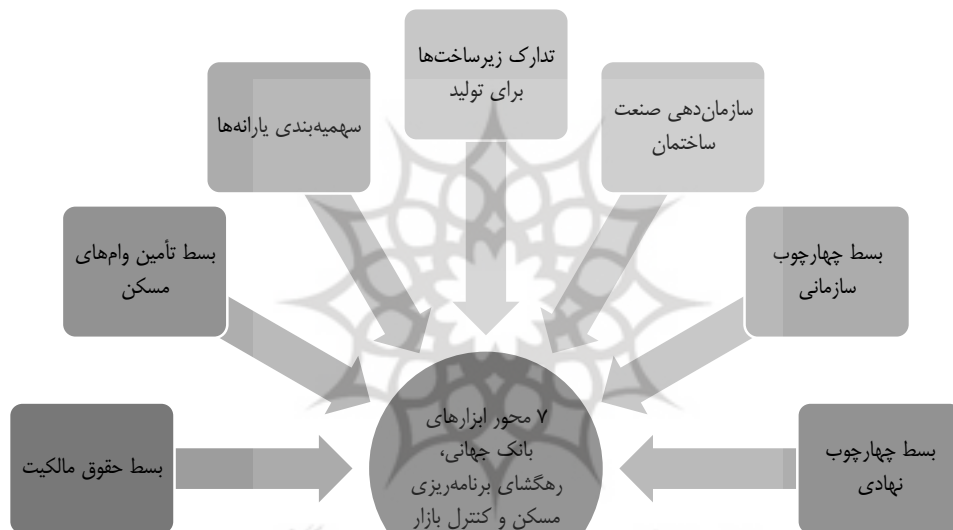 تدارک زیرساخت‌ها
برای تولید
سازمان‌دهی صنعت
ساختمان
سهمیه‌بندی یارانه‌ها
بسط چهارچوب
سازمانی
بسط تأمین وام‌های
مسکن
بسط چهارچوب
نهادی
بسط حقوق مالکیت
۷ محور ابزارهای
بانک جهانی،
رهگشای برنامه‌ریزی
مسکن و کنترل بازار